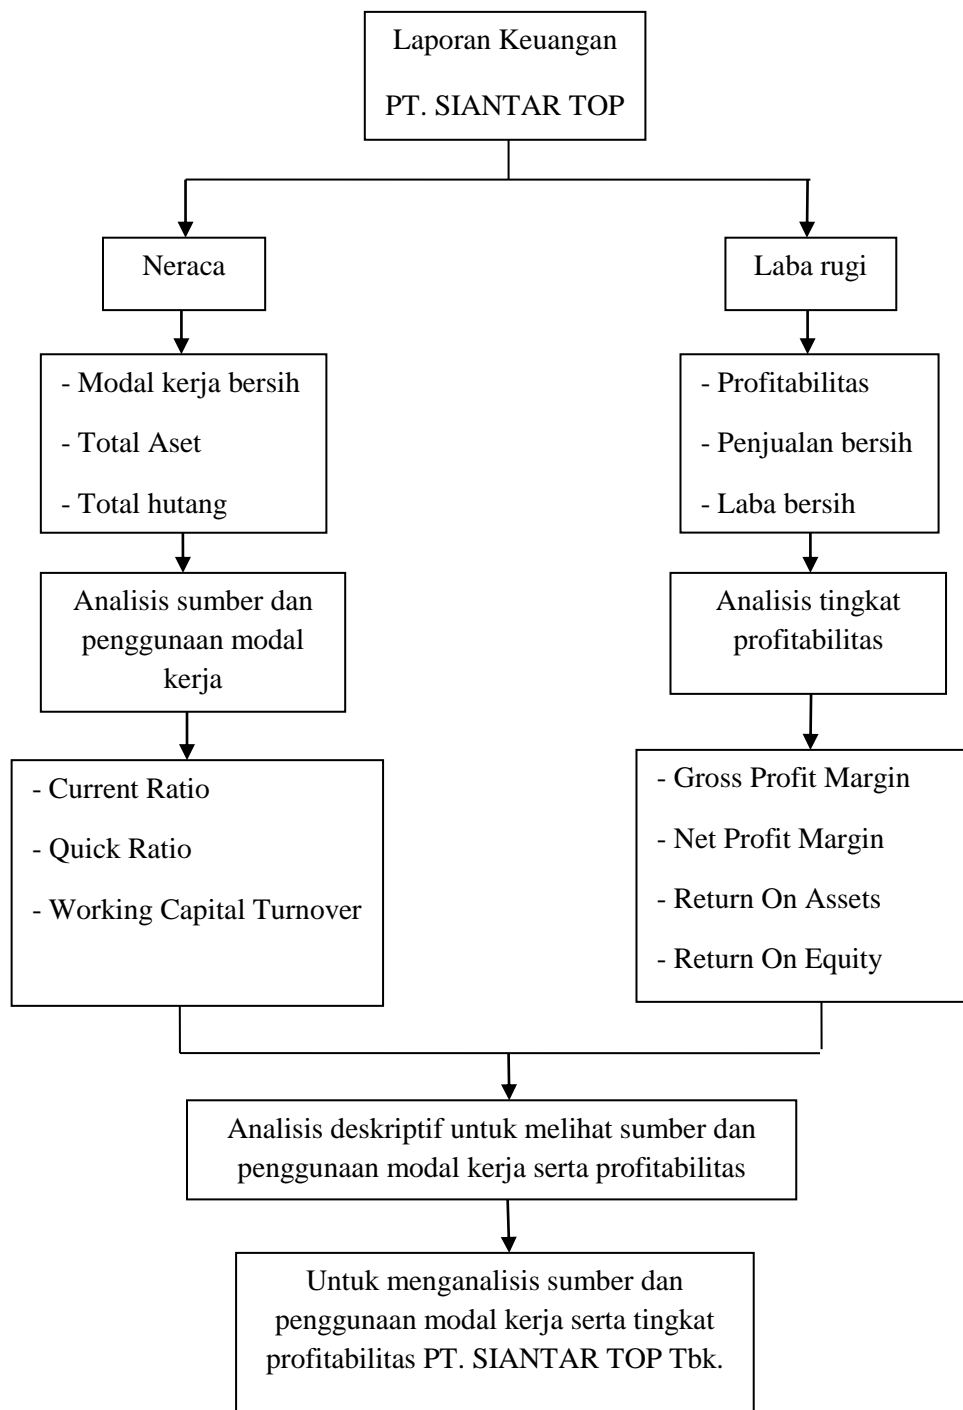 Laporan Keuangan
PT. SIANTAR TOP
Neraca
Laba rugi
- Modal kerja bersih
- Total Aset
- Total hutang
- Profitabilitas
- Penjualan bersih
- Laba bersih
Analisis sumber dan
penggunaan modal
kerja
Analisis tingkat
profitabilitas
- Current Ratio
- Quick Ratio
- Working Capital Turnover
- Gross Profit Margin
- Net Profit Margin
- Return On Assets
- Return On Equity
Analisis deskriptif untuk melihat sumber dan
penggunaan modal kerja serta profitabilitas
Untuk menganalisis sumber dan
penggunaan modal kerja serta tingkat
profitabilitas PT. SIANTAR TOP Tbk.